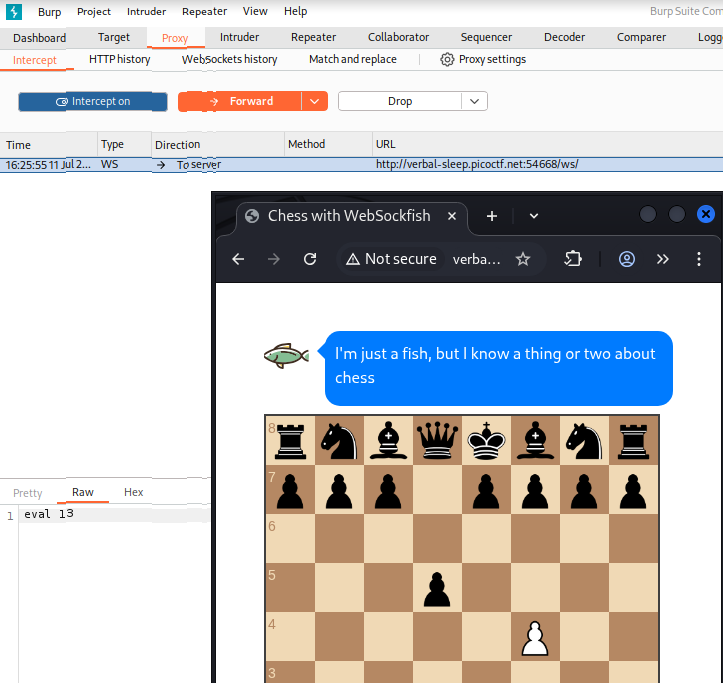 Burp Project Intruder Repeater View Help Burp Suite Com
Dashboard Target Proxy Intruder Repeater Collaborator Sequencer Decoder Comparer Logg
Intercept HTTP history WebSockets history Match and replace Proxy settings
Intercept on Forward Drop
Time Type Direction Method URL
16:25:55 11 Jul 2... WS → To server http://verbal-sleep.picoctf.net:54668/ws/
Chess with WebSockfish
Not secure verba...
I'm just a fish, but I know a thing or two about
chess
8
7
6
5
4
3
Pretty Raw Hex
1 eval 13